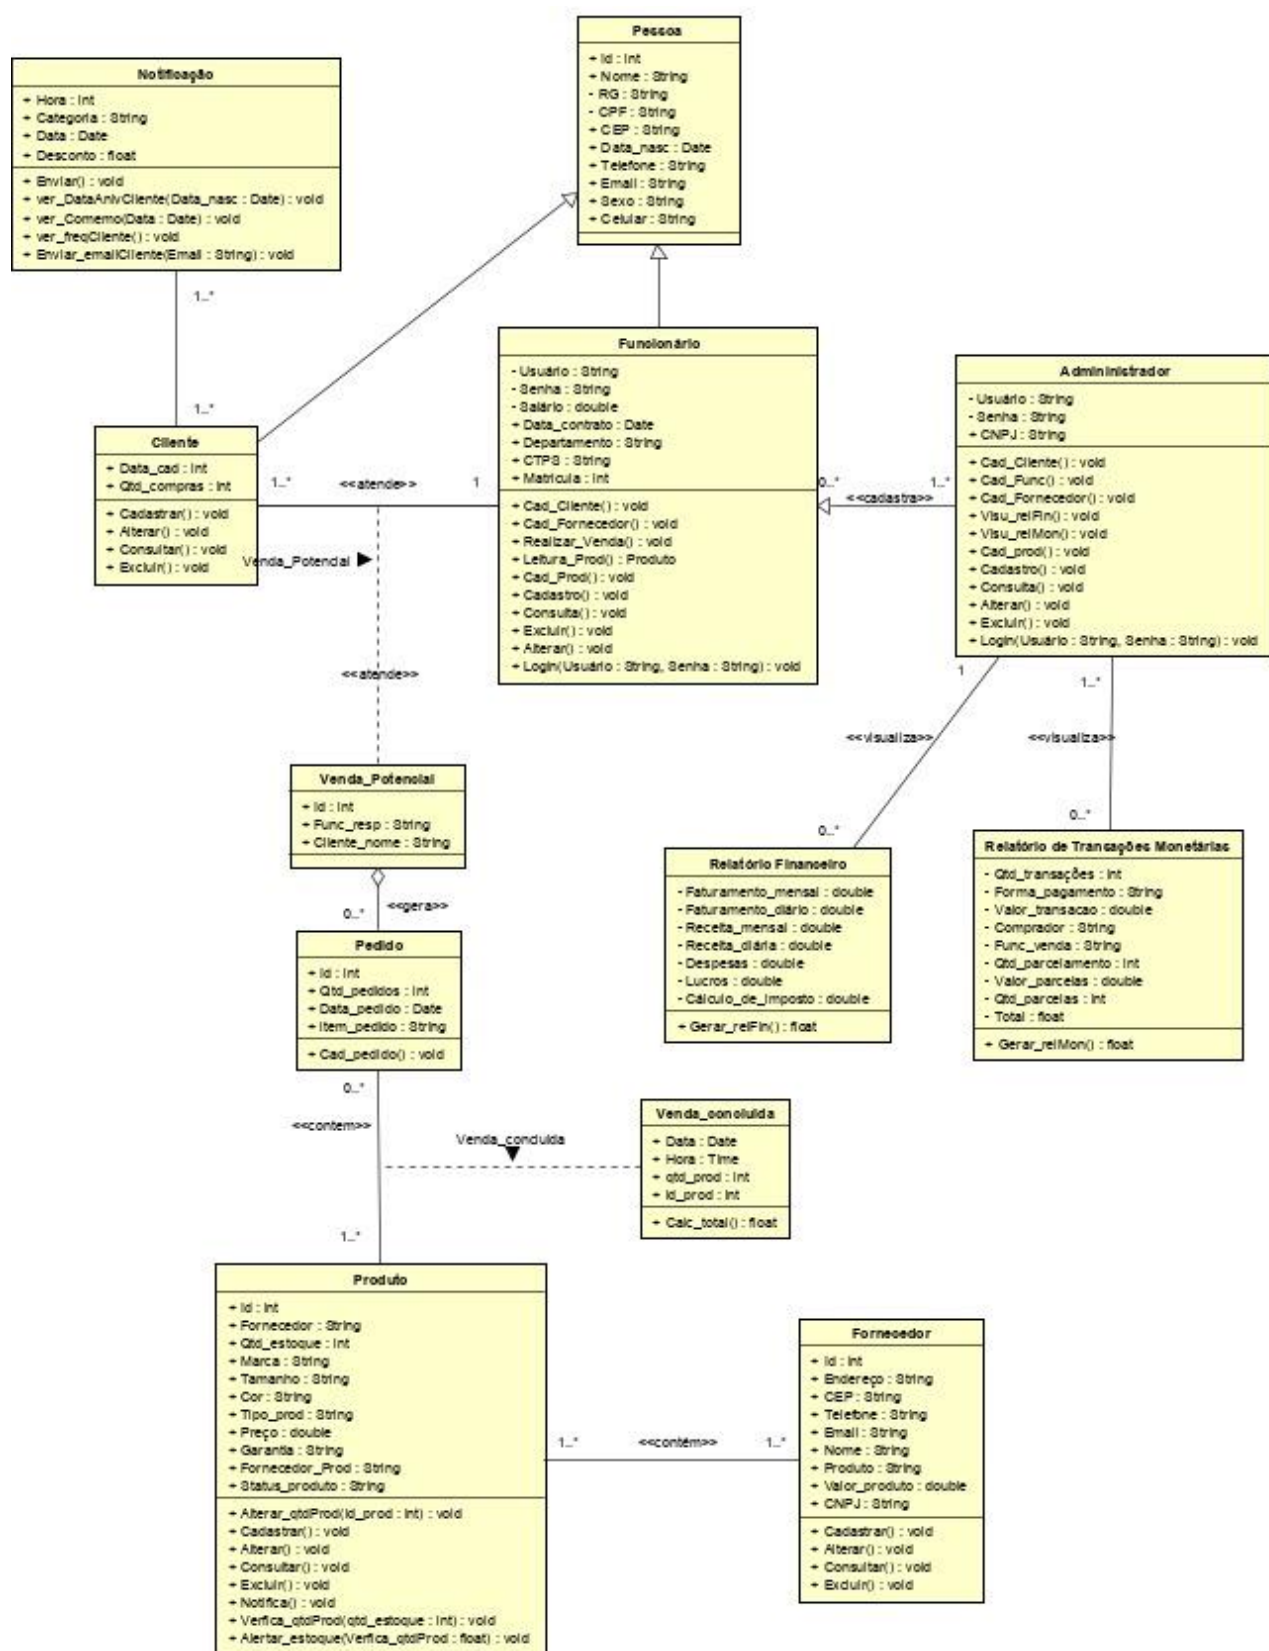 Pessoa
+ Id : Int
+ Nome : String
- RG : String
- CPF : String
+ CEP : String
+ Data_nasc : Date
+ Telefone : String
+ Email : String
+ Sexo : String
+ Celular : String
Notificação
+ Hora : Int
+ Categoria : String
+ Data : Date
+ Desconto : float
+ Enviar() : void
+ ver_DataAnivCliente(Data_nasc : Date) : void
+ ver_Comemo(Data : Date) : void
+ ver_freqCliente() : void
+ Enviar_emailCliente(Email : String) : void
1..*
1..*
Cliente
+ Data_cad : Int
+ Qtd_compras : Int
+ Cadastrar() : void
+ Alterar() : void
+ Consultar() : void
+ Excluir() : void
1..*
<<atende>>
1
Venda_Potencial
<<atende>>
Funcionário
- Usuário : String
- Senha : String
- Salário : double
+ Data_contrato : Date
+ Departamento : String
+ CTPS : String
+ Matricula : Int
+ Cad_Cliente() : void
+ Cad_Fornecedor() : void
+ Realizar_Venda() : void
+ Leitura_Prod() : Produto
+ Cad_Prod() : void
+ Cadastro() : void
+ Consulta() : void
+ Excluir() : void
+ Alterar() : void
+ Login(Usuário : String, Senha : String) : void
0..*
1..*
<<cadastra>>
Admininistrador
- Usuário : String
- Senha : String
+ CNPJ : String
+ Cad_Cliente() : void
+ Cad_Func() : void
+ Cad_Fornecedor() : void
+ Visu_relFin() : void
+ Visu_relMon() : void
+ Cad_prod() : void
+ Cadastro() : void
+ Consulta() : void
+ Alterar() : void
+ Excluir() : void
+ Login(Usuário : String, Senha : String) : void
1
1..*
<<visualiza>>
<<visualiza>>
0..*
0..*
Venda_Potencial
+ Id : Int
+ Func_resp : String
+ Cliente_nome : String
<<gera>>
0..*
Relatório Financeiro
- Faturamento_mensal : double
- Faturamento_diário : double
- Receita_mensal : double
- Receita_diária : double
- Despesas : double
- Lucros : double
- Cálculo_de_Imposto : double
+ Gerar_relFin() : float
Relatório de Transações Monetárias
- Qtd_transações : Int
- Forma_pagamento : String
- Valor_transacao : double
- Comprador : String
- Func_venda : String
- Qtd_parcelamento : Int
- Valor_parcelas : double
- Qtd_parcelas : Int
- Total : float
+ Gerar_relMon() : float
Pedido
+ Id : Int
+ Qtd_pedidos : Int
+ Data_pedido : Date
+ Item_pedido : String
+ Cad_pedido() : void
0..*
<<contem>>
Venda_concluida
1..*
Venda_concluida
+ Data : Date
+ Hora : Time
+ qtd_prod : Int
+ Id_prod : Int
+ Calc_total() : float
Produto
+ Id : Int
+ Fornecedor : String
+ Qtd_estoque : Int
+ Marca : String
+ Tamanho : String
+ Cor : String
+ Tipo_prod : String
+ Preço : double
+ Garantia : String
+ Fornecedor_Prod : String
+ Status_produto : String
+ Alterar_qtdProd(Id_prod : Int) : void
+ Cadastrar() : void
+ Alterar() : void
+ Consultar() : void
+ Excluir() : void
+ Notifica() : void
+ Verfica_qtdProd(qtd_estoque : Int) : void
+ Alertar_estoque(Verfica_qtdProd : float) : void
1..*
<<contém>>
1..*
Fornecedor
+ Id : Int
+ Endereço : String
+ CEP : String
+ Telefone : String
+ Email : String
+ Nome : String
+ Produto : String
+ Valor_produto : double
+ CNPJ : String
+ Cadastrar() : void
+ Alterar() : void
+ Consultar() : void
+ Excluir() : void